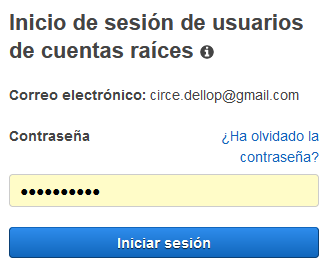 Inicio de sesión de usuarios
de cuentas raíces
Correo electrónico: circe.dellop@gmail.com
Contraseña ¿Ha olvidado la
contraseña?
••••••••••
Iniciar sesión